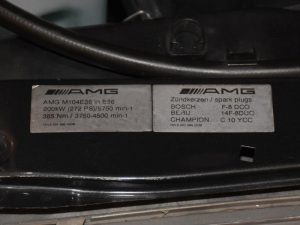 AMG
AMG M104E36 in E36
200kW (272 PS)/5750 min-1
385 Nm / 3750-4500 min-1
AMG
Zündkerzen / spark plugs
BOSCH F-8 DCO
BERU 14F-8DUO
CHAMPION C 10 YCC